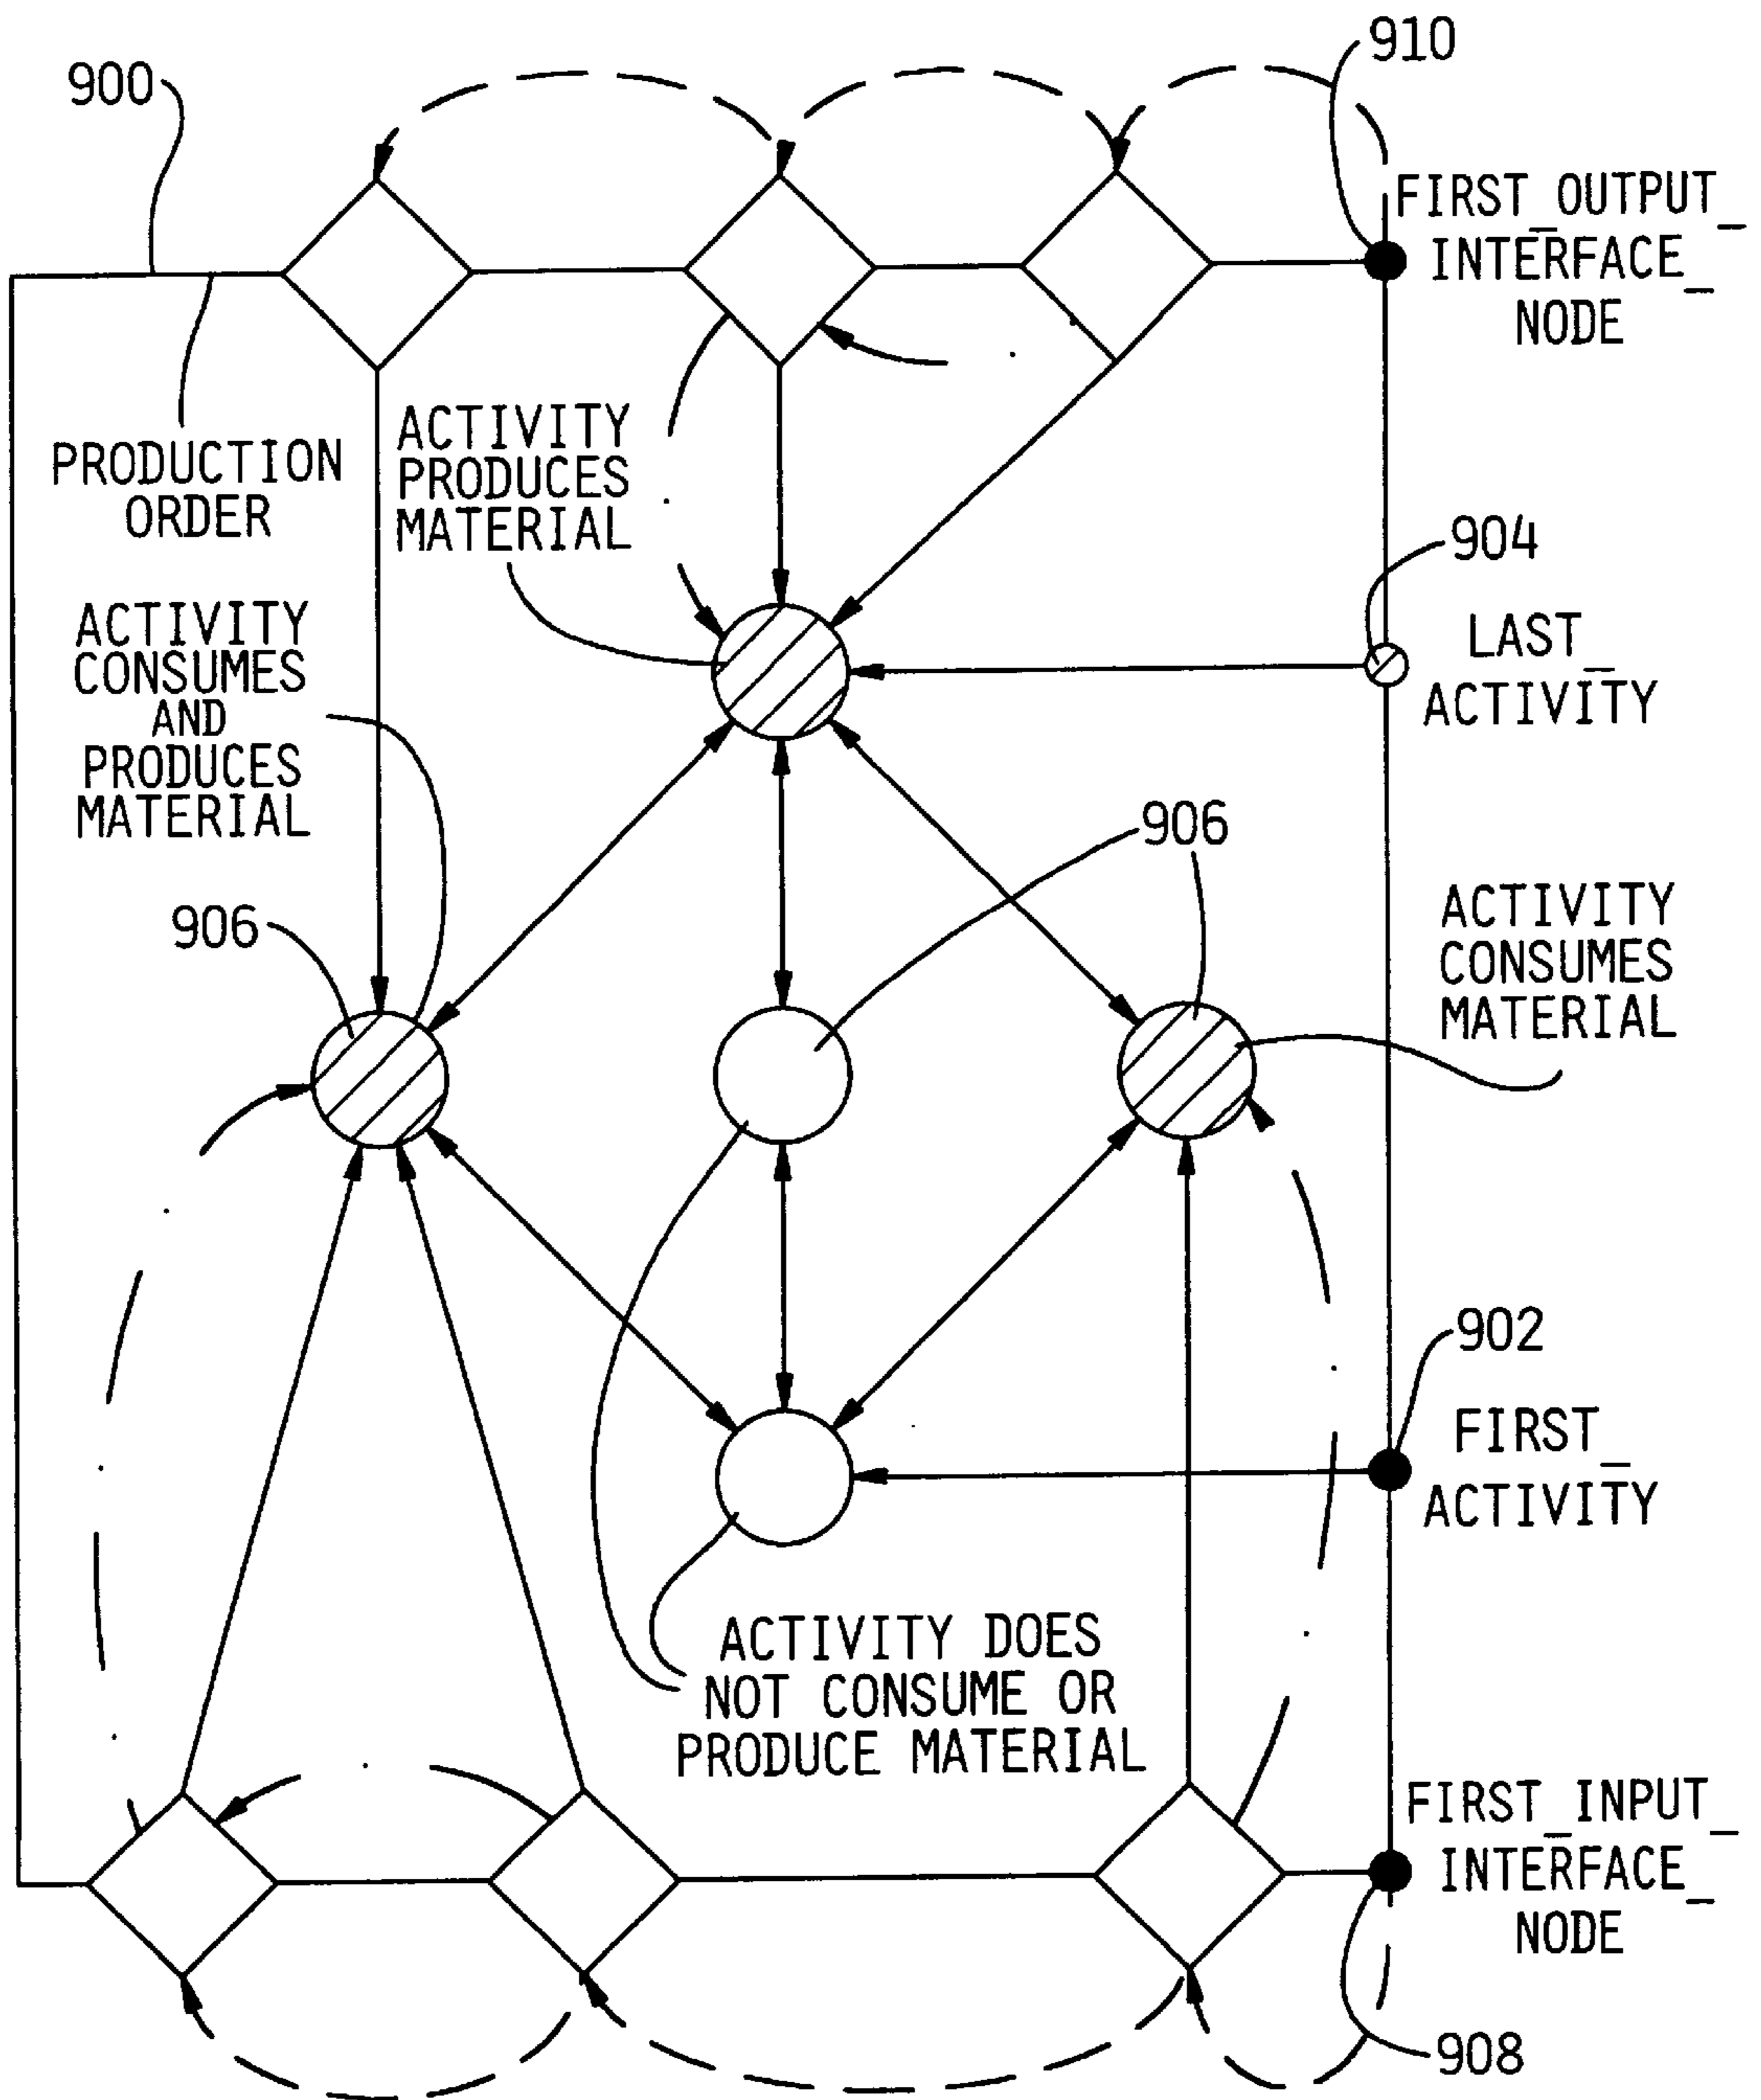 910
900
FIRST_OUTPUT_
INTERFACE_
NODE
PRODUCTION
ORDER
ACTIVITY
PRODUCES
MATERIAL
904
LAST_
ACTIVITY
ACTIVITY
CONSUMES
AND
PRODUCES
MATERIAL
906
906
ACTIVITY
CONSUMES
MATERIAL
902
FIRST_
ACTIVITY
ACTIVITY DOES
NOT CONSUME OR
PRODUCE MATERIAL
FIRST_INPUT_
INTERFACE_
NODE
908